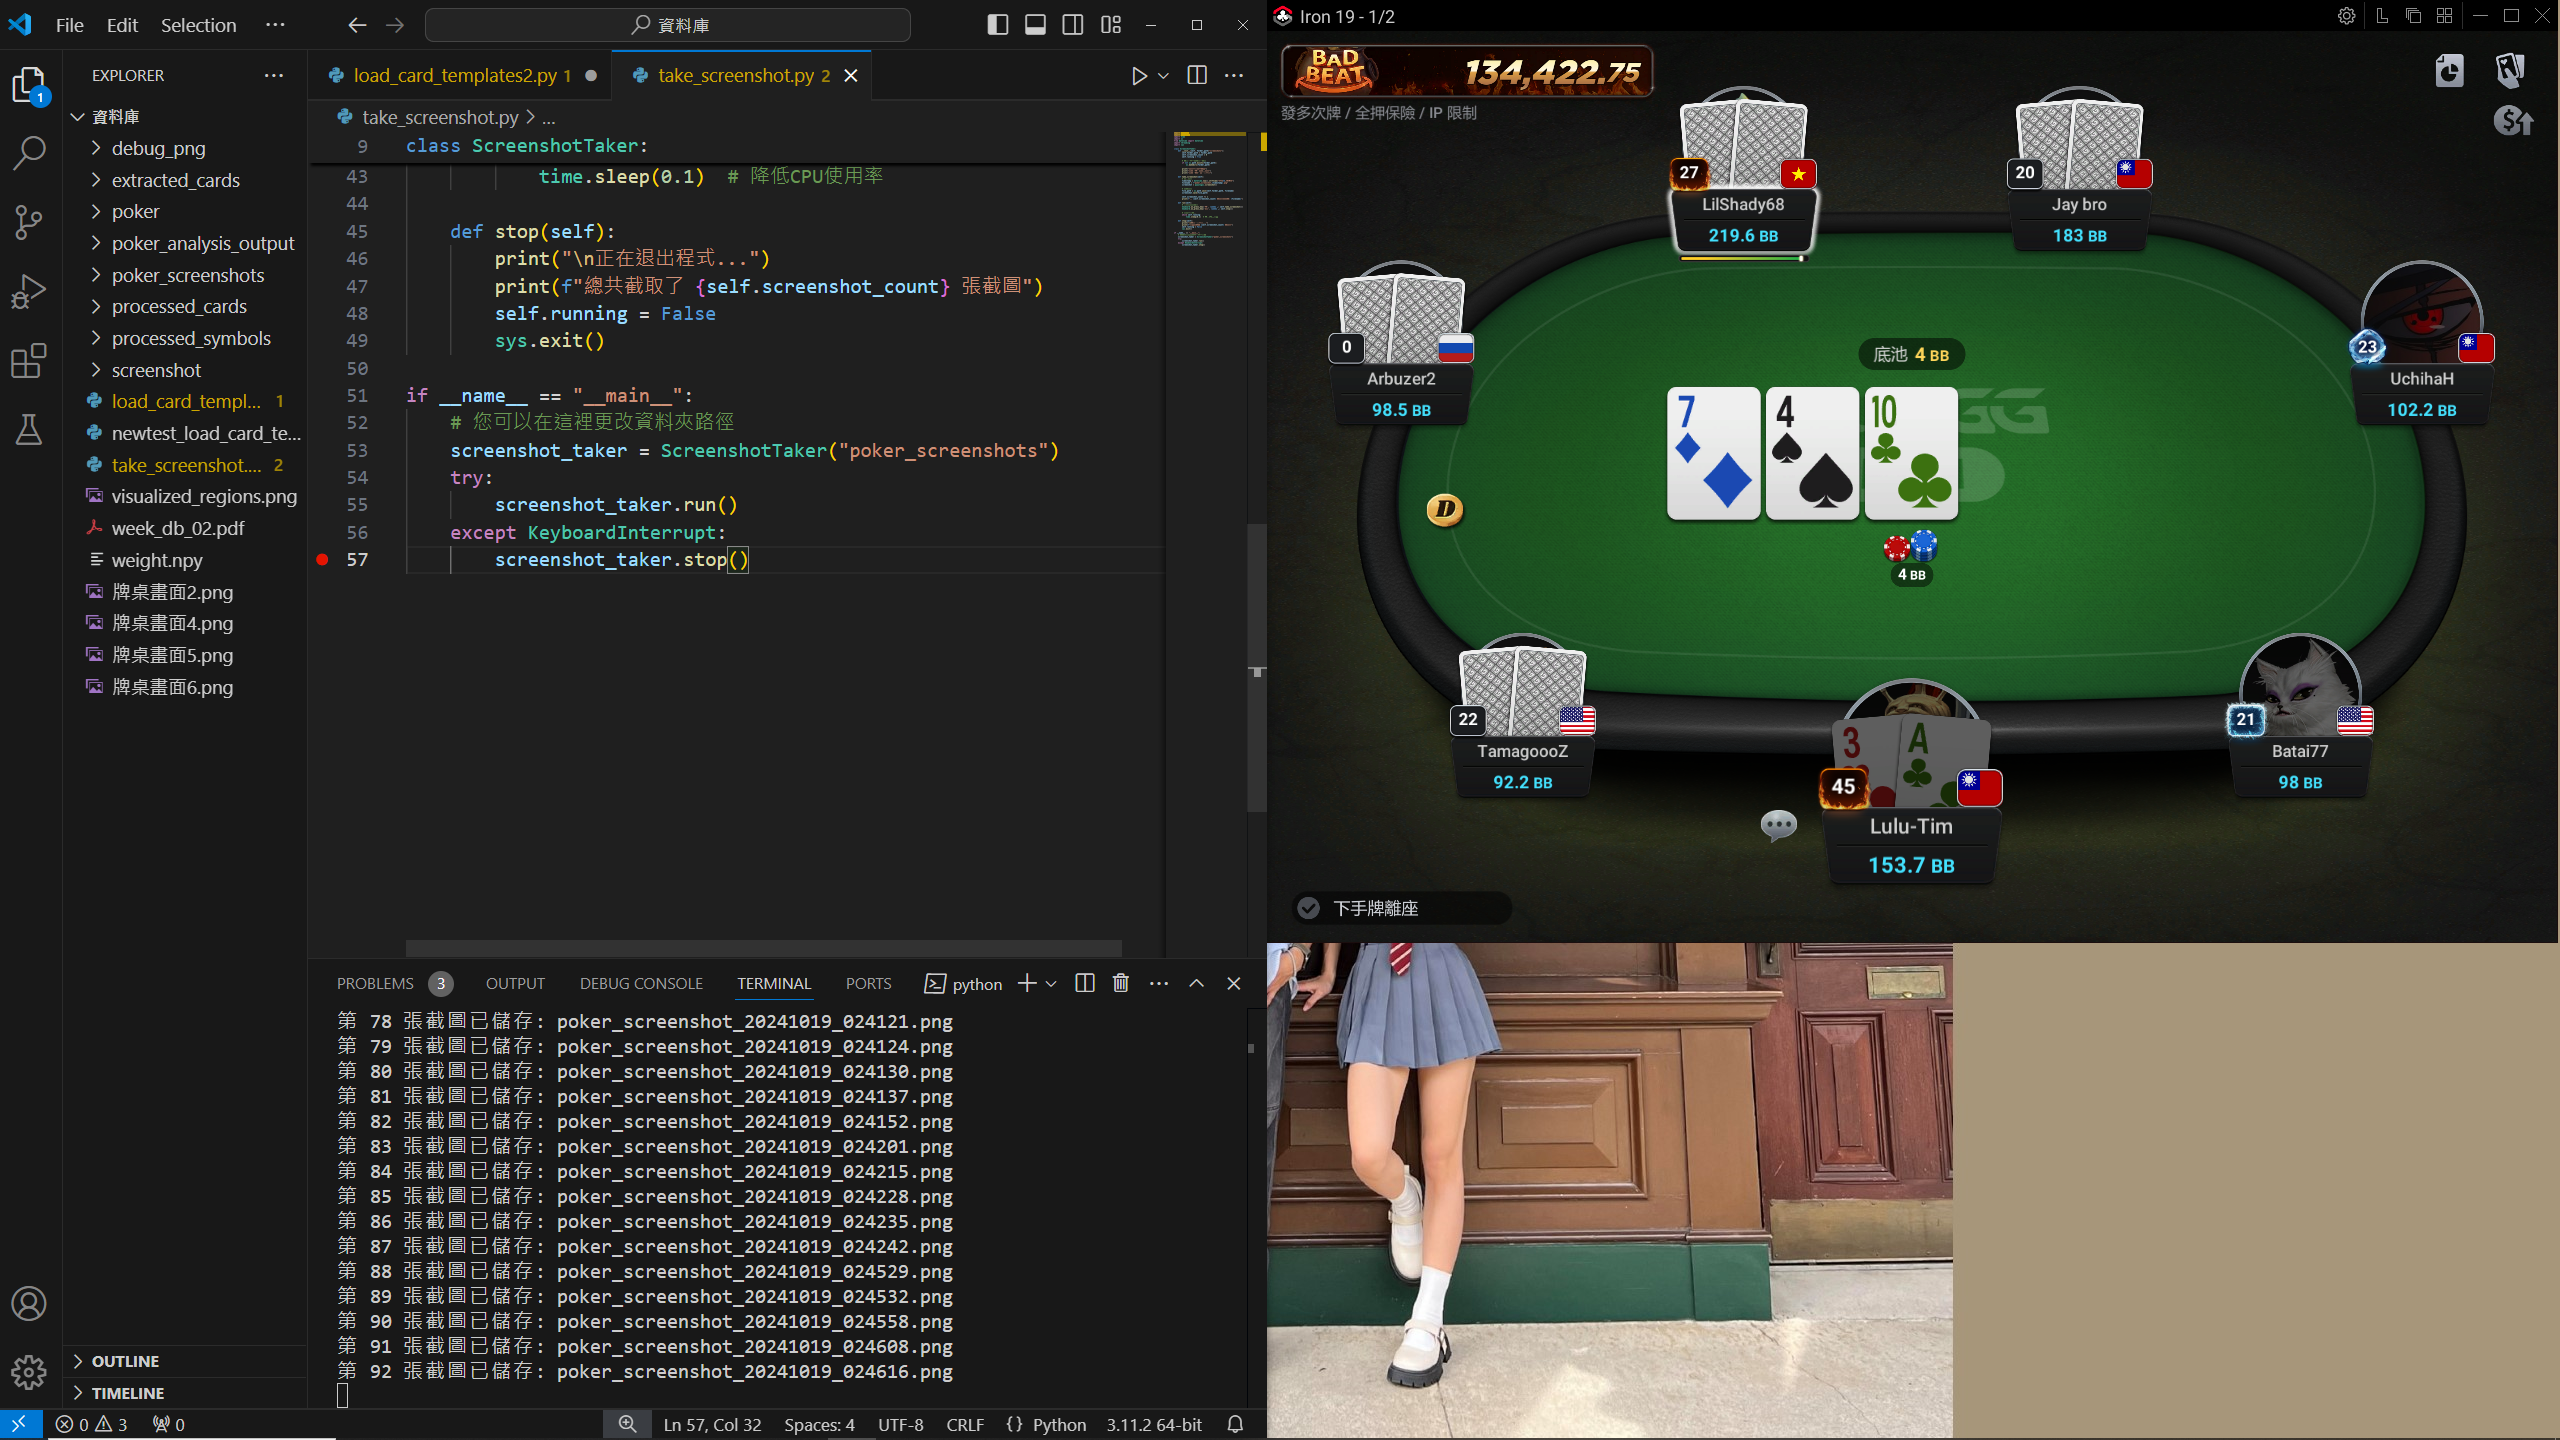 File Edit Selection ...
資料庫
EXPLORER
資料庫
debug_png
extracted_cards
poker
poker_analysis_output
poker_screenshots
processed_cards
processed_symbols
screenshot
load_card_templ... 1
newtest_load_card_te...
take_screenshot.... 2
visualized_regions.png
week_db_02.pdf
weight.npy
牌桌畫面2.png
牌桌畫面4.png
牌桌畫面5.png
牌桌畫面6.png
OUTLINE
TIMELINE
1
load_card_templates2.py 1
take_screenshot.py 2
take_screenshot.py > ...
9 class ScreenshotTaker:
43 time.sleep(0.1) # 降低CPU使用率
44
45 def stop(self):
46 print("\n正在退出程式...")
47 print(f"總共截取了 {self.screenshot_count} 張截圖")
48 self.running = False
49 sys.exit()
50
51 if __name__ == "__main__":
52 # 您可以在這裡更改資料夾路徑
53 screenshot_taker = ScreenshotTaker("poker_screenshots")
54 try:
55 screenshot_taker.run()
56 except KeyboardInterrupt:
57 screenshot_taker.stop()
PROBLEMS 3 OUTPUT DEBUG CONSOLE TERMINAL PORTS python
第 78 張截圖已儲存: poker_screenshot_20241019_024121.png
第 79 張截圖已儲存: poker_screenshot_20241019_024124.png
第 80 張截圖已儲存: poker_screenshot_20241019_024130.png
第 81 張截圖已儲存: poker_screenshot_20241019_024137.png
第 82 張截圖已儲存: poker_screenshot_20241019_024152.png
第 83 張截圖已儲存: poker_screenshot_20241019_024201.png
第 84 張截圖已儲存: poker_screenshot_20241019_024215.png
第 85 張截圖已儲存: poker_screenshot_20241019_024228.png
第 86 張截圖已儲存: poker_screenshot_20241019_024235.png
第 87 張截圖已儲存: poker_screenshot_20241019_024242.png
第 88 張截圖已儲存: poker_screenshot_20241019_024529.png
第 89 張截圖已儲存: poker_screenshot_20241019_024532.png
第 90 張截圖已儲存: poker_screenshot_20241019_024558.png
第 91 張截圖已儲存: poker_screenshot_20241019_024608.png
第 92 張截圖已儲存: poker_screenshot_20241019_024616.png
0 3 0 Ln 57, Col 32 Spaces: 4 UTF-8 CRLF {} Python 3.11.2 64-bit
Iron 19 - 1/2
BAD BEAT 134,422.75
發多次牌 / 全押保險 / IP 限制
27
LilShady68
219.6 BB
20
Jay bro
183 BB
0
Arbuzer2
98.5 BB
23
UchihaH
102.2 BB
底池 4 BB
7 4 10
D
4 BB
22
TamagoooZ
92.2 BB
3 A
45
Lulu-Tim
153.7 BB
21
Batai77
98 BB
下手牌離座